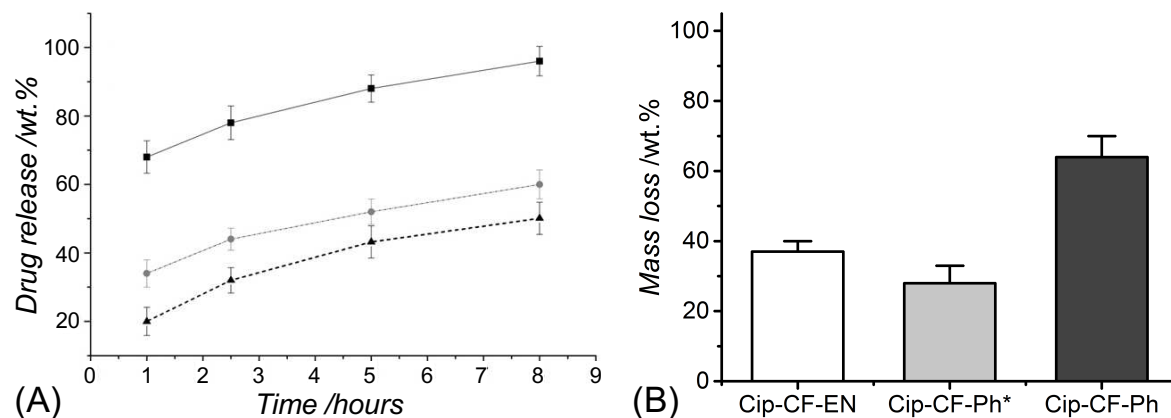 Drug release /wt.%
100
80
60
40
20
0 1 2 3 4 5 6 7 8 9
Time /hours
(A)
Mass loss /wt.%
100
80
60
40
20
0
Cip-CF-EN Cip-CF-Ph* Cip-CF-Ph
(B)